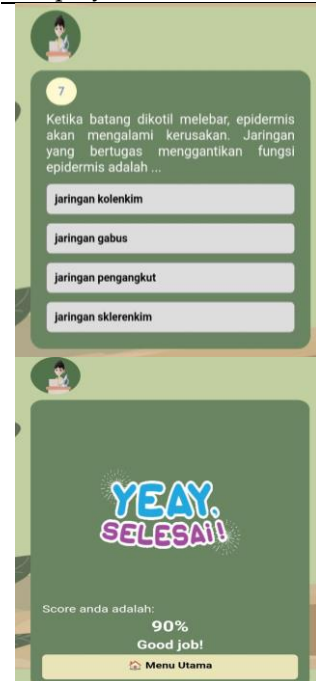 7
Ketika batang dikotil melebar, epidermis
akan mengalami kerusakan. Jaringan
yang bertugas menggantikan fungsi
epidermis adalah ...
jaringan kolenkim
jaringan gabus
jaringan pengangkut
jaringan sklerenkim
YEAY,
SELESAi!
Score anda adalah:
90%
Good job!
Menu Utama